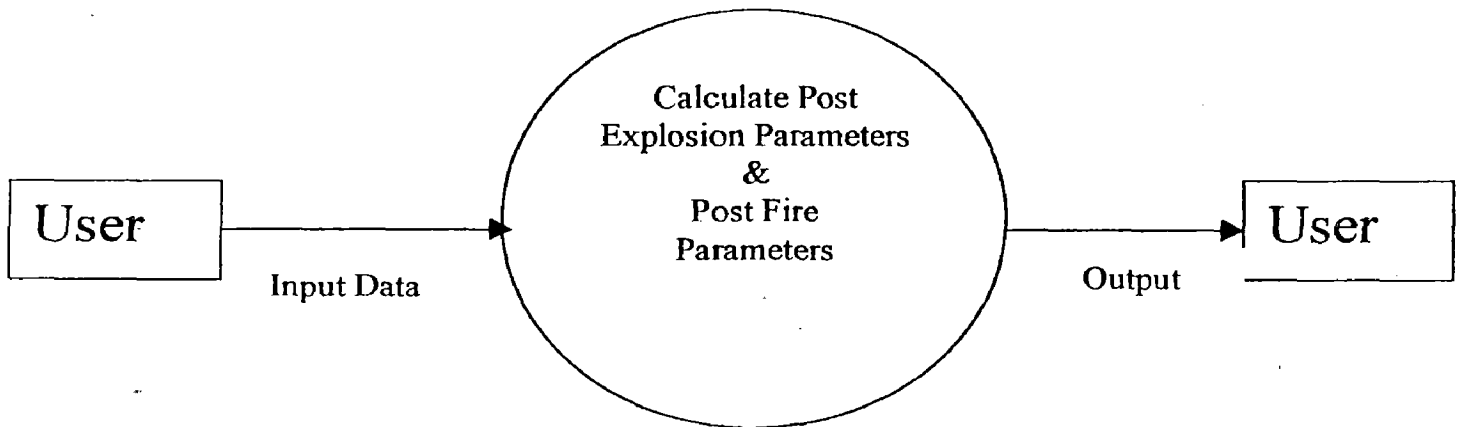 User
Input Data
Calculate Post
Explosion Parameters
&
Post Fire
Parameters
Output
User